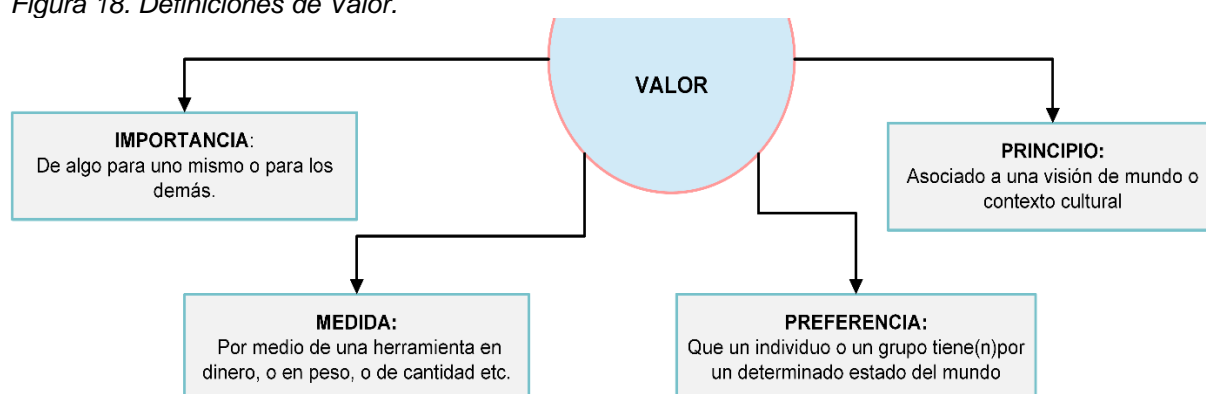 Figura 18. Definiciones de Valor.
VALOR
IMPORTANCIA:
De algo para uno mismo o para los
demás.
PRINCIPIO:
Asociado a una visión de mundo o
contexto cultural
MEDIDA:
Por medio de una herramienta en
dinero, o en peso, o de cantidad etc.
PREFERENCIA:
Que un individuo o un grupo tiene(n)por
un determinado estado del mundo